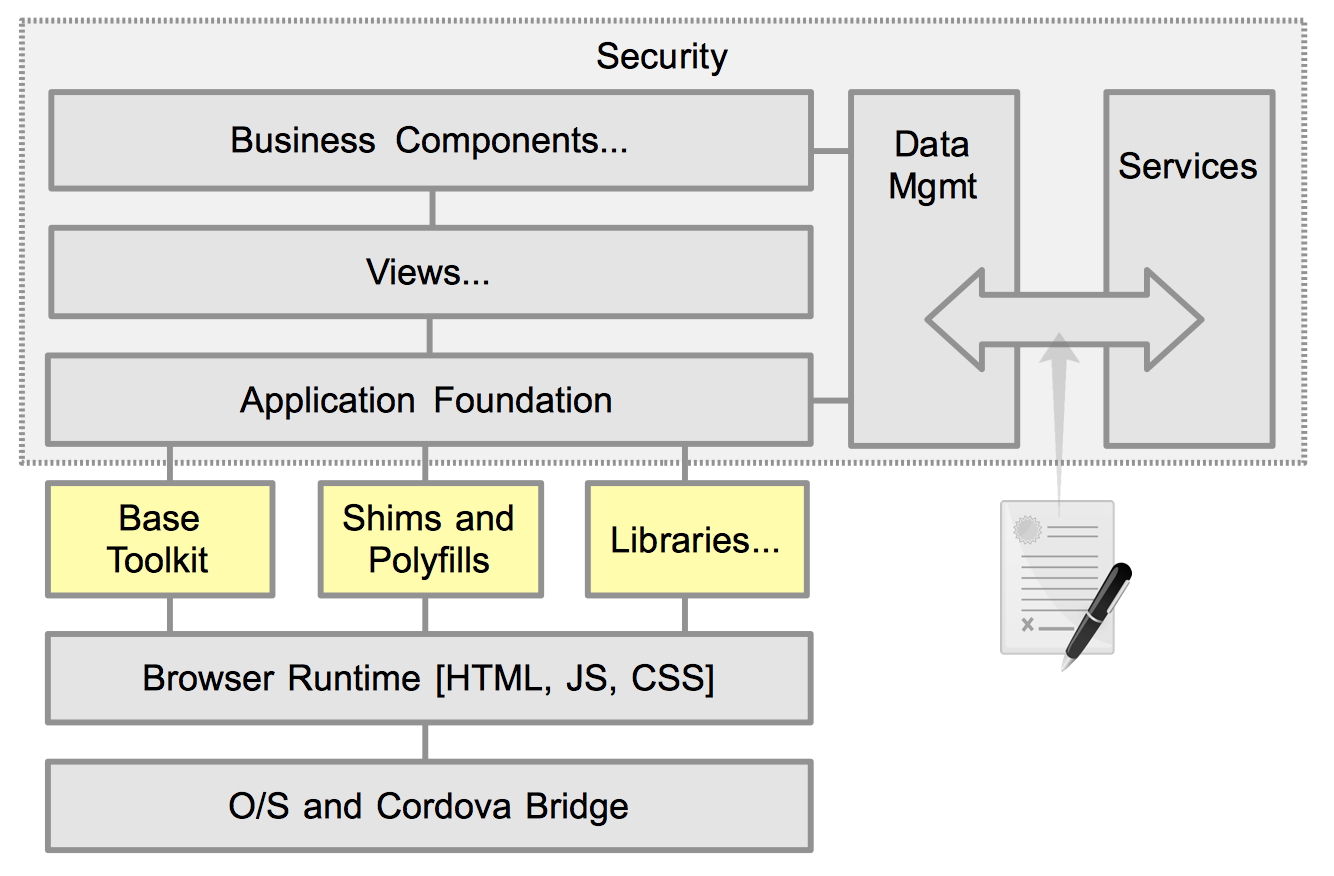 Security
Business Components...
Data
Mgmt
Services
Views...
Application Foundation
Base
Toolkit
Shims and
Polyfills
Libraries...
Browser Runtime [HTML, JS, CSS]
O/S and Cordova Bridge